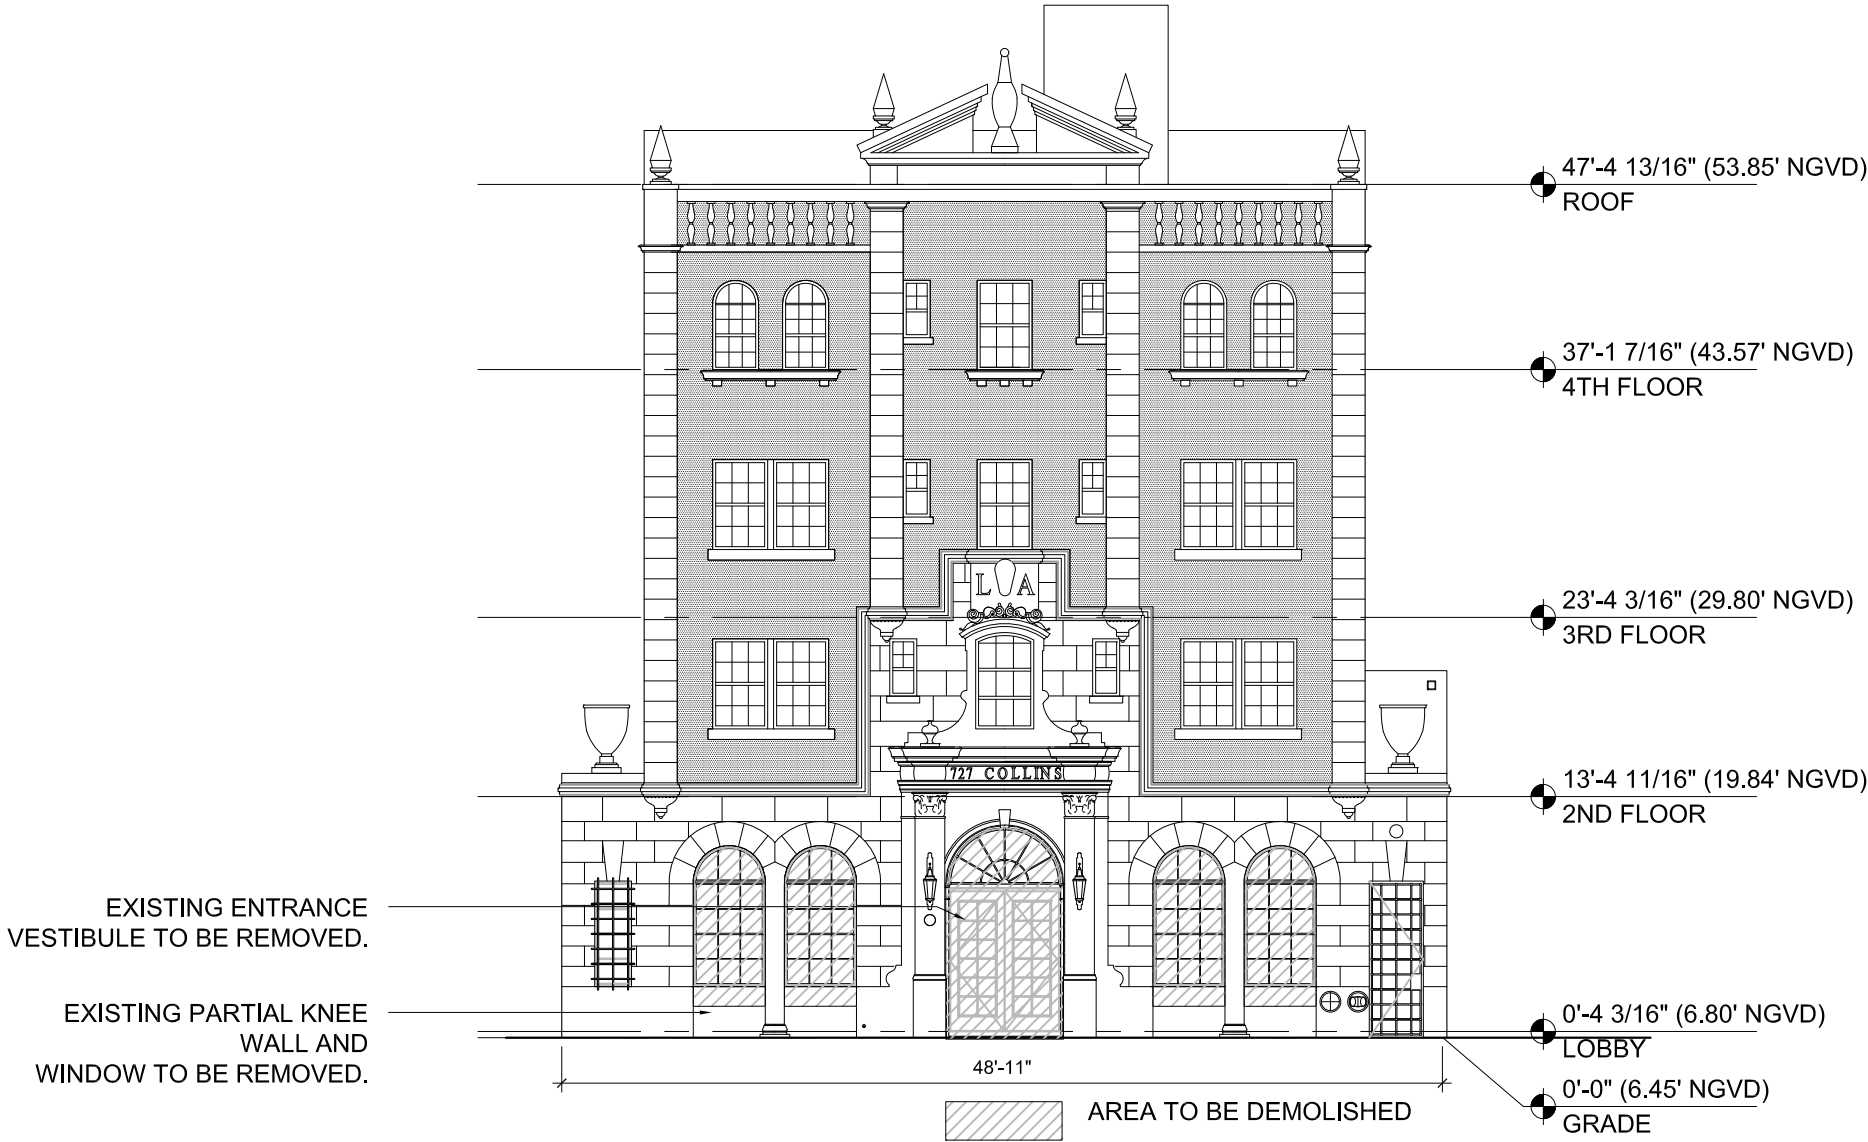 47'-4 13/16" (53.85' NGVD)
ROOF
37'-1 7/16" (43.57' NGVD)
4TH FLOOR
L A
23'-4 3/16" (29.80' NGVD)
3RD FLOOR
727 COLLINS
13'-4 11/16" (19.84' NGVD)
2ND FLOOR
EXISTING ENTRANCE
VESTIBULE TO BE REMOVED.
EXISTING PARTIAL KNEE
WALL AND
WINDOW TO BE REMOVED.
0'-4 3/16" (6.80' NGVD)
LOBBY
48'-11"
0'-0" (6.45' NGVD)
GRADE
AREA TO BE DEMOLISHED